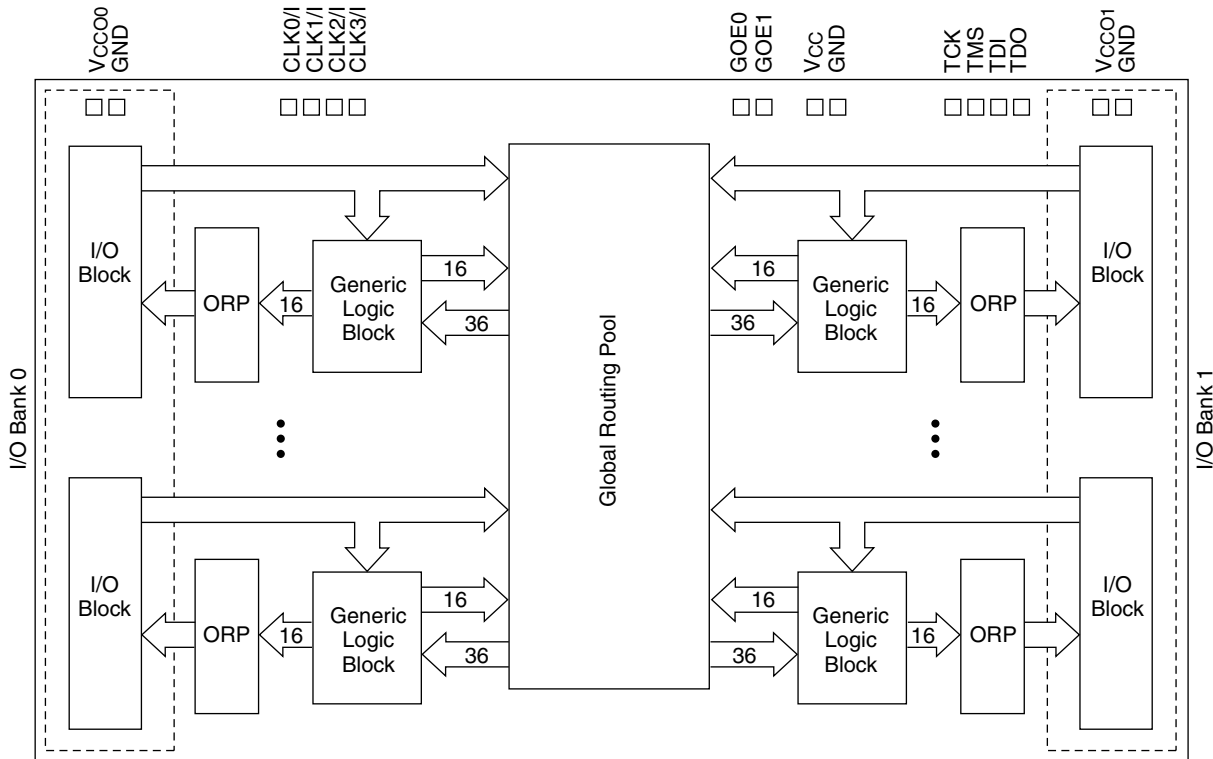 VCCO0
GND
CLK0/I
CLK1/I
CLK2/I
CLK3/I
GOE0
GOE1
VCC
GND
TCK
TMS
TDI
TDO
VCCO1
GND
I/O Bank 0
I/O
Block
ORP
16
Generic
Logic
Block
16
36
Global Routing Pool
16
36
Generic
Logic
Block
16
ORP
I/O
Block
I/O Bank 1
I/O
Block
ORP
16
Generic
Logic
Block
16
36
16
36
Generic
Logic
Block
16
ORP
I/O
Block